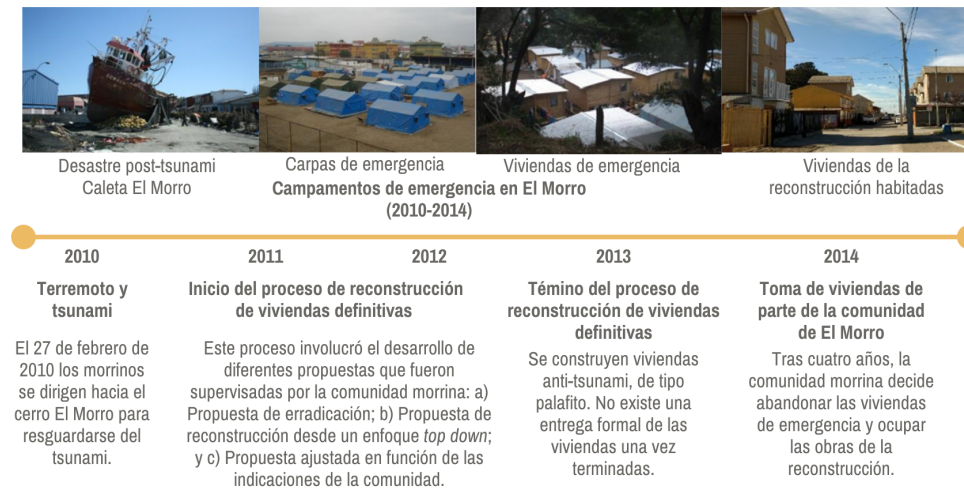 Desastre post-tsunami
Caleta El Morro
Carpas de emergencia
Viviendas de emergencia
Campamentos de emergencia en El Morro
(2010-2014)
Viviendas de la
reconstrucción habitadas
2010
Terremoto y
tsunami
El 27 de febrero de
2010 los morrinos
se dirigen hacia el
cerro El Morro para
resguardarse del
tsunami.
2011
2012
Inicio del proceso de reconstrucción
de viviendas definitivas
Este proceso involucró el desarrollo de
diferentes propuestas que fueron
supervisadas por la comunidad morrina: a)
Propuesta de erradicación; b) Propuesta de
reconstrucción desde un enfoque top down;
y c) Propuesta ajustada en función de las
indicaciones de la comunidad.
2013
Témino del proceso de
reconstrucción de viviendas
definitivas
Se construyen viviendas
anti-tsunami, de tipo
palafito. No existe una
entrega formal de las
viviendas una vez
terminadas.
2014
Toma de viviendas de
parte de la comunidad
de El Morro
Tras cuatro años, la
comunidad morrina decide
abandonar las viviendas
de emergencia y ocupar
las obras de la
reconstrucción.